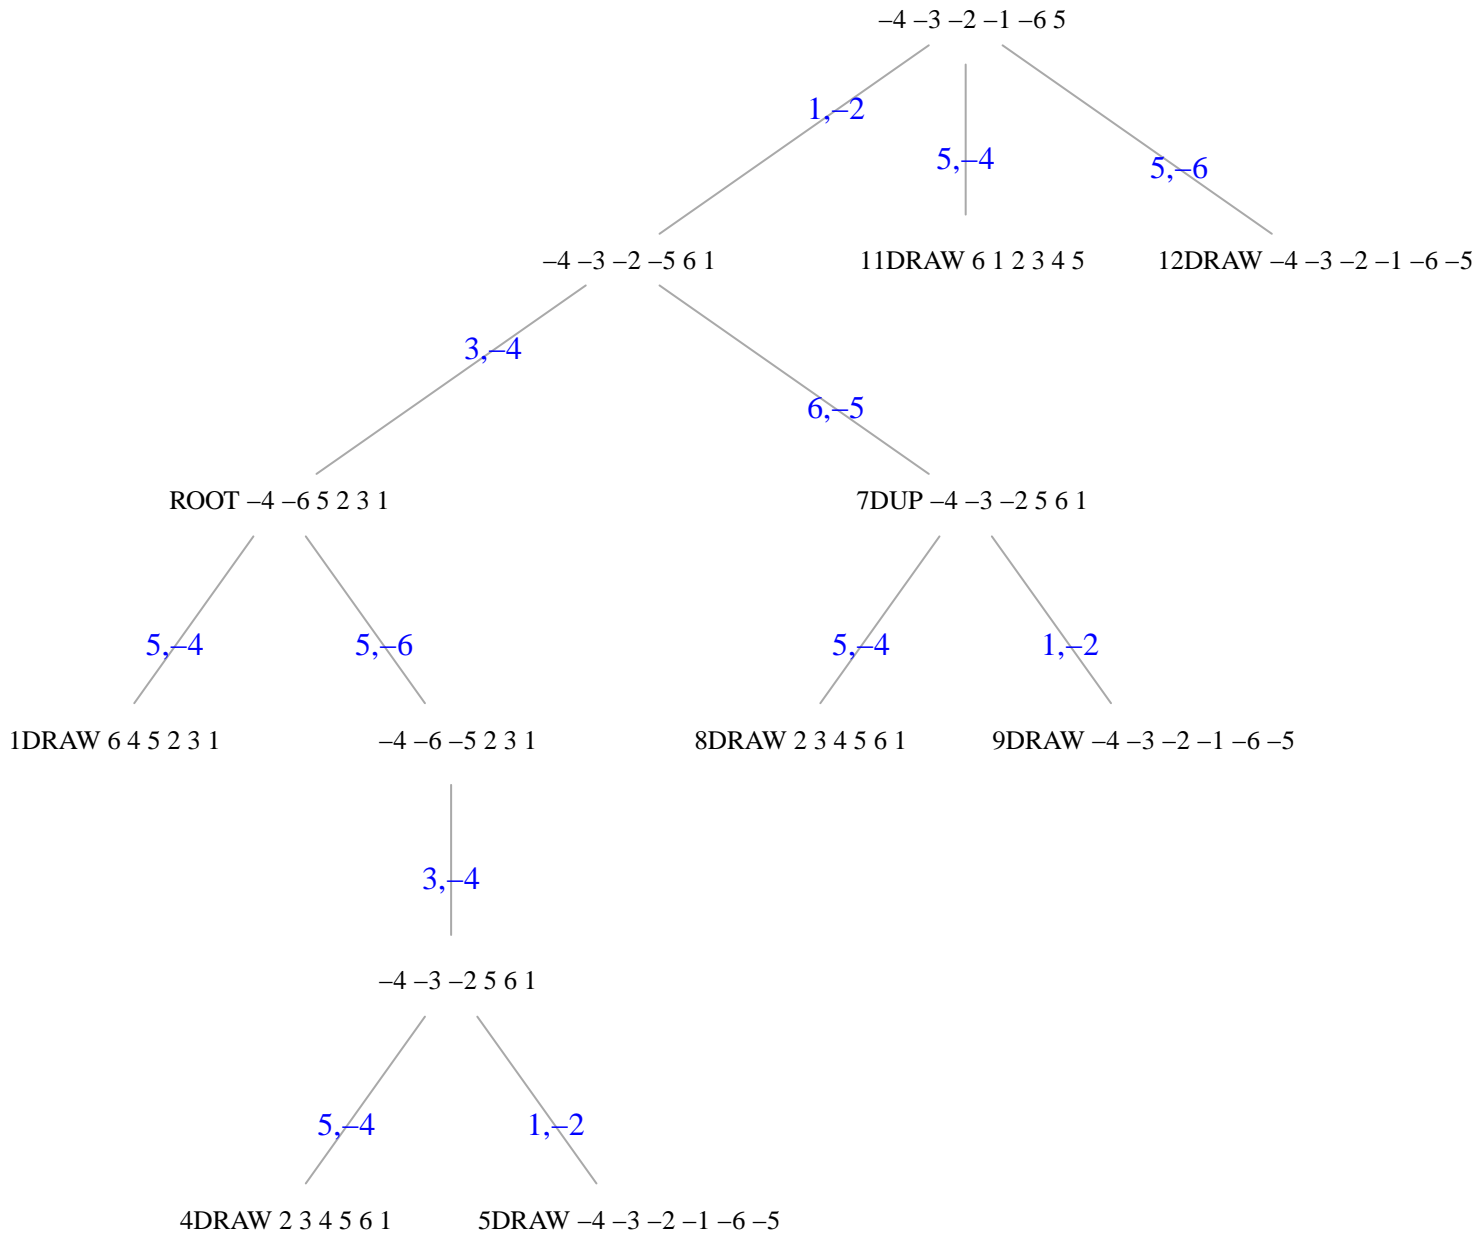 –4 –3 –2 –1 –6 5
1,–2
5,–4
5,–6
–4 –3 –2 –5 6 1
11DRAW 6 1 2 3 4 5
12DRAW –4 –3 –2 –1 –6 –5
3,–4
6,–5
ROOT –4 –6 5 2 3 1
7DUP –4 –3 –2 5 6 1
5,–4
5,–6
5,–4
1,–2
1DRAW 6 4 5 2 3 1
–4 –6 –5 2 3 1
8DRAW 2 3 4 5 6 1
9DRAW –4 –3 –2 –1 –6 –5
3,–4
–4 –3 –2 5 6 1
5,–4
1,–2
4DRAW 2 3 4 5 6 1
5DRAW –4 –3 –2 –1 –6 –5